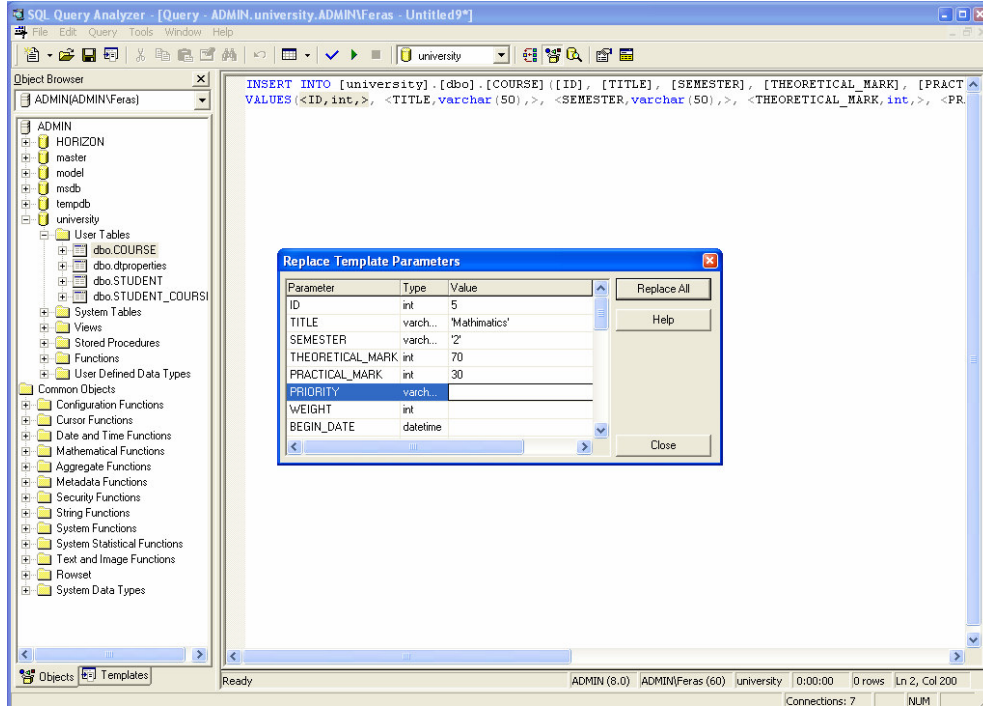 SQL Query Analyzer - [Query - ADMIN.university.ADMIN\Feras - Untitled9*]
File Edit Query Tools Window Help
university
Object Browser
ADMIN(ADMIN\Feras)
ADMIN
HORIZON
master
model
msdb
tempdb
university
User Tables
dbo.COURSE
dbo.dtproperties
dbo.STUDENT
dbo.STUDENT_COURSI
System Tables
Views
Stored Procedures
Functions
User Defined Data Types
Common Objects
Configuration Functions
Cursor Functions
Date and Time Functions
Mathematical Functions
Aggregate Functions
Metadata Functions
Security Functions
String Functions
System Functions
System Statistical Functions
Text and Image Functions
Rowset
System Data Types
Objects Templates
INSERT INTO [university].[dbo].[COURSE]([ID], [TITLE], [SEMESTER], [THEORETICAL_MARK], [PRACT
VALUES(<ID,int,>, <TITLE,varchar(50),>, <SEMESTER,varchar(50),>, <THEORETICAL_MARK,int,>, <PR
Replace Template Parameters
Parameter Type Value
ID int 5
TITLE varch... 'Mathimatics'
SEMESTER varch... '2'
THEORETICAL_MARK int 70
PRACTICAL_MARK int 30
PRIORITY varch...
WEIGHT int
BEGIN_DATE datetime
Replace All
Help
Close
Ready ADMIN (8.0) ADMIN\Feras (60) university 0:00:00 0 rows Ln 2, Col 200
Connections: 7 NUM